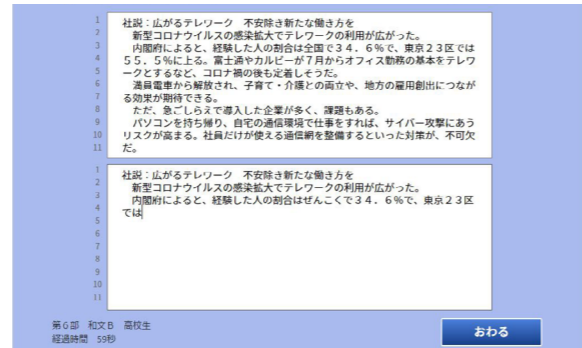 1 社説：広がるテレワーク　不安除き新たな働き方を
2 　新型コロナウイルスの感染拡大でテレワークの利用が広がった。
3 　内閣府によると、経験した人の割合は全国で３４．６％で、東京２３区では
4 ５５．５％に上る。富士通やカルビーが７月からオフィス勤務の基本をテレワ
5 ークとするなど、コロナ禍の後も定着しそうだ。
6 　満員電車から解放され、子育て・介護との両立や、地方の雇用創出につなが
7 る効果が期待できる。
8 　ただ、急ごしらえで導入した企業が多く、課題もある。
9 　パソコンを持ち帰り、自宅の通信環境で仕事をすれば、サイバー攻撃にあう
10 リスクが高まる。社員だけが使える通信網を整備するといった対策が、不可欠
11 だ。
1 社説：広がるテレワーク　不安除き新たな働き方を
2 　新型コロナウイルスの感染拡大でテレワークの利用が広がった。
3 　内閣府によると、経験した人の割合はぜんこくで３４．６％で、東京２３区
4 では
5
6
7
8
9
10
11
第６部　和文Ｂ　高校生
経過時間　59秒
おわる